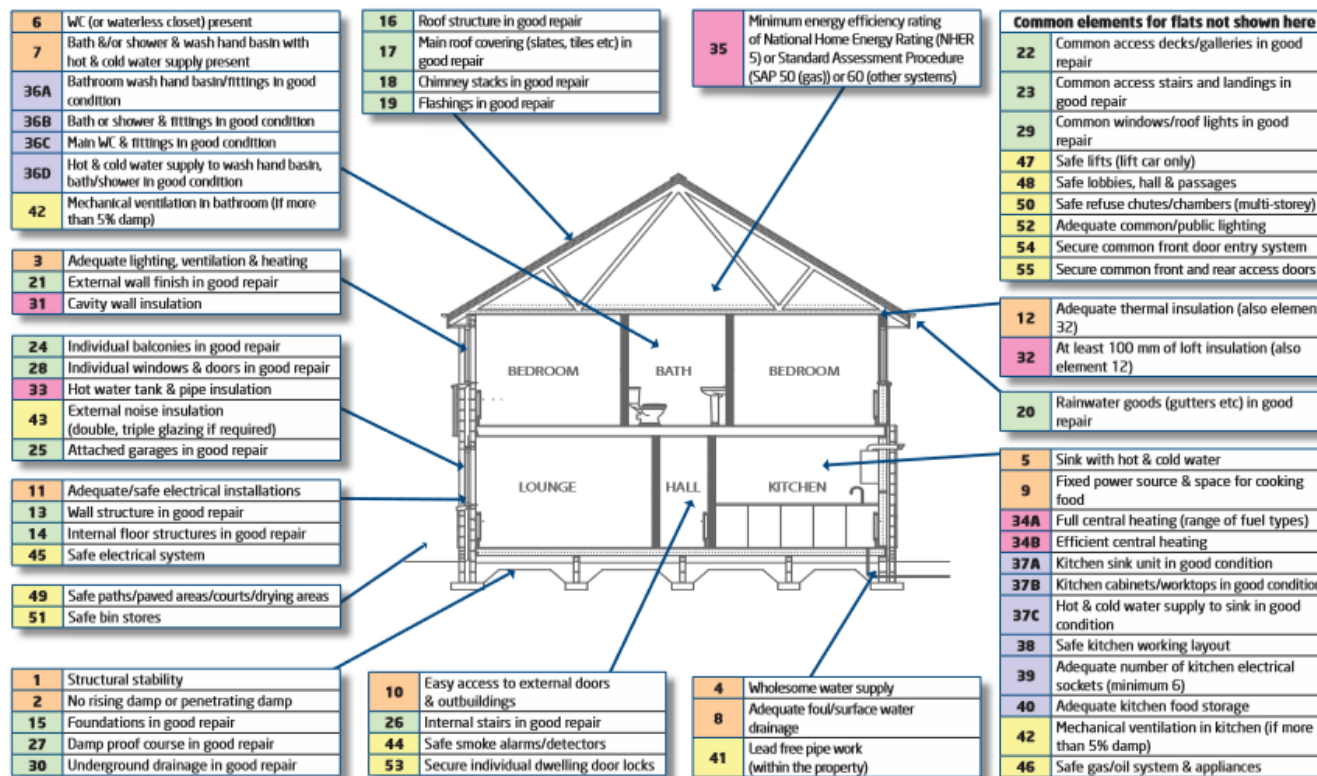 6 WC (or waterless closet) present
7 Bath &/or shower & wash hand basin with
hot & cold water supply present
36A Bathroom wash hand basin/fittings in good
condition
36B Bath or shower & fittings in good condition
36C Main WC & fittings in good condition
36D Hot & cold water supply to wash hand basin,
bath/shower in good condition
42 Mechanical ventilation in bathroom (if more
than 5% damp)
16 Roof structure in good repair
17 Main roof covering (slates, tiles etc) in
good repair
18 Chimney stacks in good repair
19 Flashings in good repair
35 Minimum energy efficiency rating
of National Home Energy Rating (NHER
5) or Standard Assessment Procedure
(SAP 50 (gas)) or 60 (other systems)
Common elements for flats not shown here
22 Common access decks/galleries in good
repair
23 Common access stairs and landings in
good repair
29 Common windows/roof lights in good
repair
47 Safe lifts (lift car only)
48 Safe lobbies, hall & passages
50 Safe refuse chutes/chambers (multi-storey)
52 Adequate common/public lighting
54 Secure common front door entry system
55 Secure common front and rear access doors
3 Adequate lighting, ventilation & heating
21 External wall finish in good repair
31 Cavity wall insulation
12 Adequate thermal insulation (also element
32)
32 At least 100 mm of loft insulation (also
element 12)
24 Individual balconies in good repair
28 Individual windows & doors in good repair
33 Hot water tank & pipe insulation
43 External noise insulation
(double, triple glazing if required)
25 Attached garages in good repair
BEDROOM BATH BEDROOM
20 Rainwater goods (gutters etc) in good
repair
11 Adequate/safe electrical installations
13 Wall structure in good repair
14 Internal floor structures in good repair
45 Safe electrical system
LOUNGE HALL KITCHEN
5 Sink with hot & cold water
9 Fixed power source & space for cooking
food
34A Full central heating (range of fuel types)
34B Efficient central heating
37A Kitchen sink unit in good condition
37B Kitchen cabinets/worktops in good condition
37C Hot & cold water supply to sink in good
condition
38 Safe kitchen working layout
39 Adequate number of kitchen electrical
sockets (minimum 6)
40 Adequate kitchen food storage
42 Mechanical ventilation in kitchen (if more
than 5% damp)
46 Safe gas/oil system & appliances
49 Safe paths/paved areas/courts/drying areas
51 Safe bin stores
1 Structural stability
2 No rising damp or penetrating damp
15 Foundations in good repair
27 Damp proof course in good repair
30 Underground drainage in good repair
10 Easy access to external doors
& outbuildings
26 Internal stairs in good repair
44 Safe smoke alarms/detectors
53 Secure individual dwelling door locks
4 Wholesome water supply
8 Adequate foul/surface water
drainage
41 Lead free pipe work
(within the property)